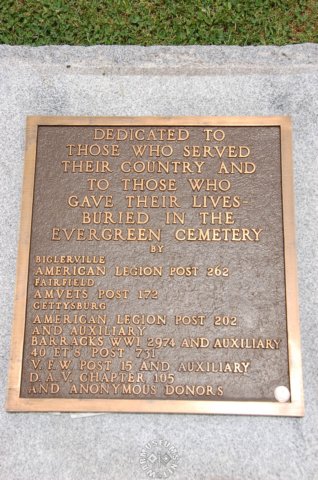 DEDICATED TO
THOSE WHO SERVED
THEIR COUNTRY AND
TO THOSE WHO
GAVE THEIR LIVES-
BURIED IN THE
EVERGREEN CEMETERY
BY
BIGLERVILLE
AMERICAN LEGION POST 262
FAIRFIELD
AMVETS POST 172
GETTYSBURG
AMERICAN LEGION POST 202
AND AUXILIARY
BARRACKS WW1 2974 AND AUXILIARY
40 ET 8 POST 731
V.F.W. POST 15 AND AUXILIARY
D.A.V. CHAPTER 105
AND ANONYMOUS DONORS